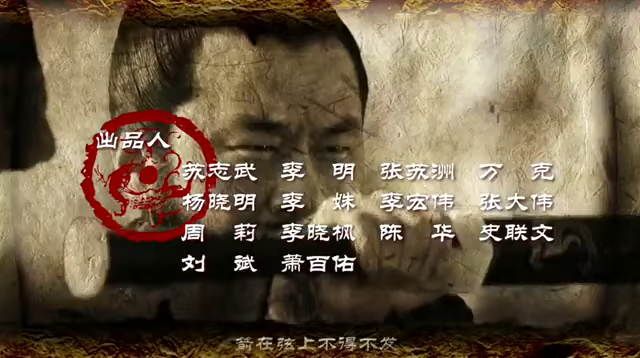 出品人
苏志武 李明 张苏洲 万克
杨晓明 李姝 李宏伟 张大伟
周莉 李晓枫 陈华 史联文
刘斌 萧百佑
箭在弦上不得不发